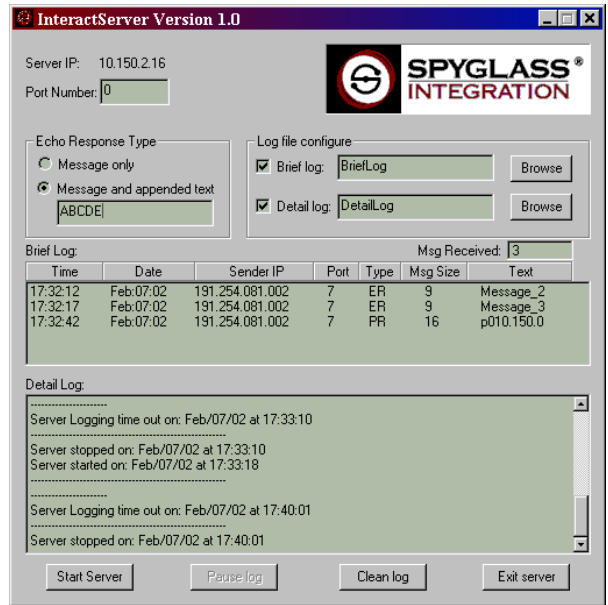 InteractServer Version 1.0
Server IP: 10.150.2.16
Port Number: 0
S
SPYGLASS®
INTEGRATION
Echo Response Type
Message only
Message and appended text
ABCDE
Log file configure
Brief log: BriefLog Browse
Detail log: DetailLog Browse
Brief Log: Msg Received: 3
Time Date Sender IP Port Type Msg Size Text
17:32:12 Feb:07:02 191.254.081.002 7 ER 9 Message_2
17:32:17 Feb:07:02 191.254.081.002 7 ER 9 Message_3
17:32:42 Feb:07:02 191.254.081.002 7 PR 16 p010.150.0
Detail Log:
---------------------
Server Logging time out on: Feb/07/02 at 17:33:10
-----------------------------------------------------
Server stopped on: Feb/07/02 at 17:33:10
Server started on: Feb/07/02 at 17:33:18
-----------------------------------------------------
---------------------
Server Logging time out on: Feb/07/02 at 17:40:01
-----------------------------------------------------
Server stopped on: Feb/07/02 at 17:40:01
Start Server Pause log Clean log Exit server